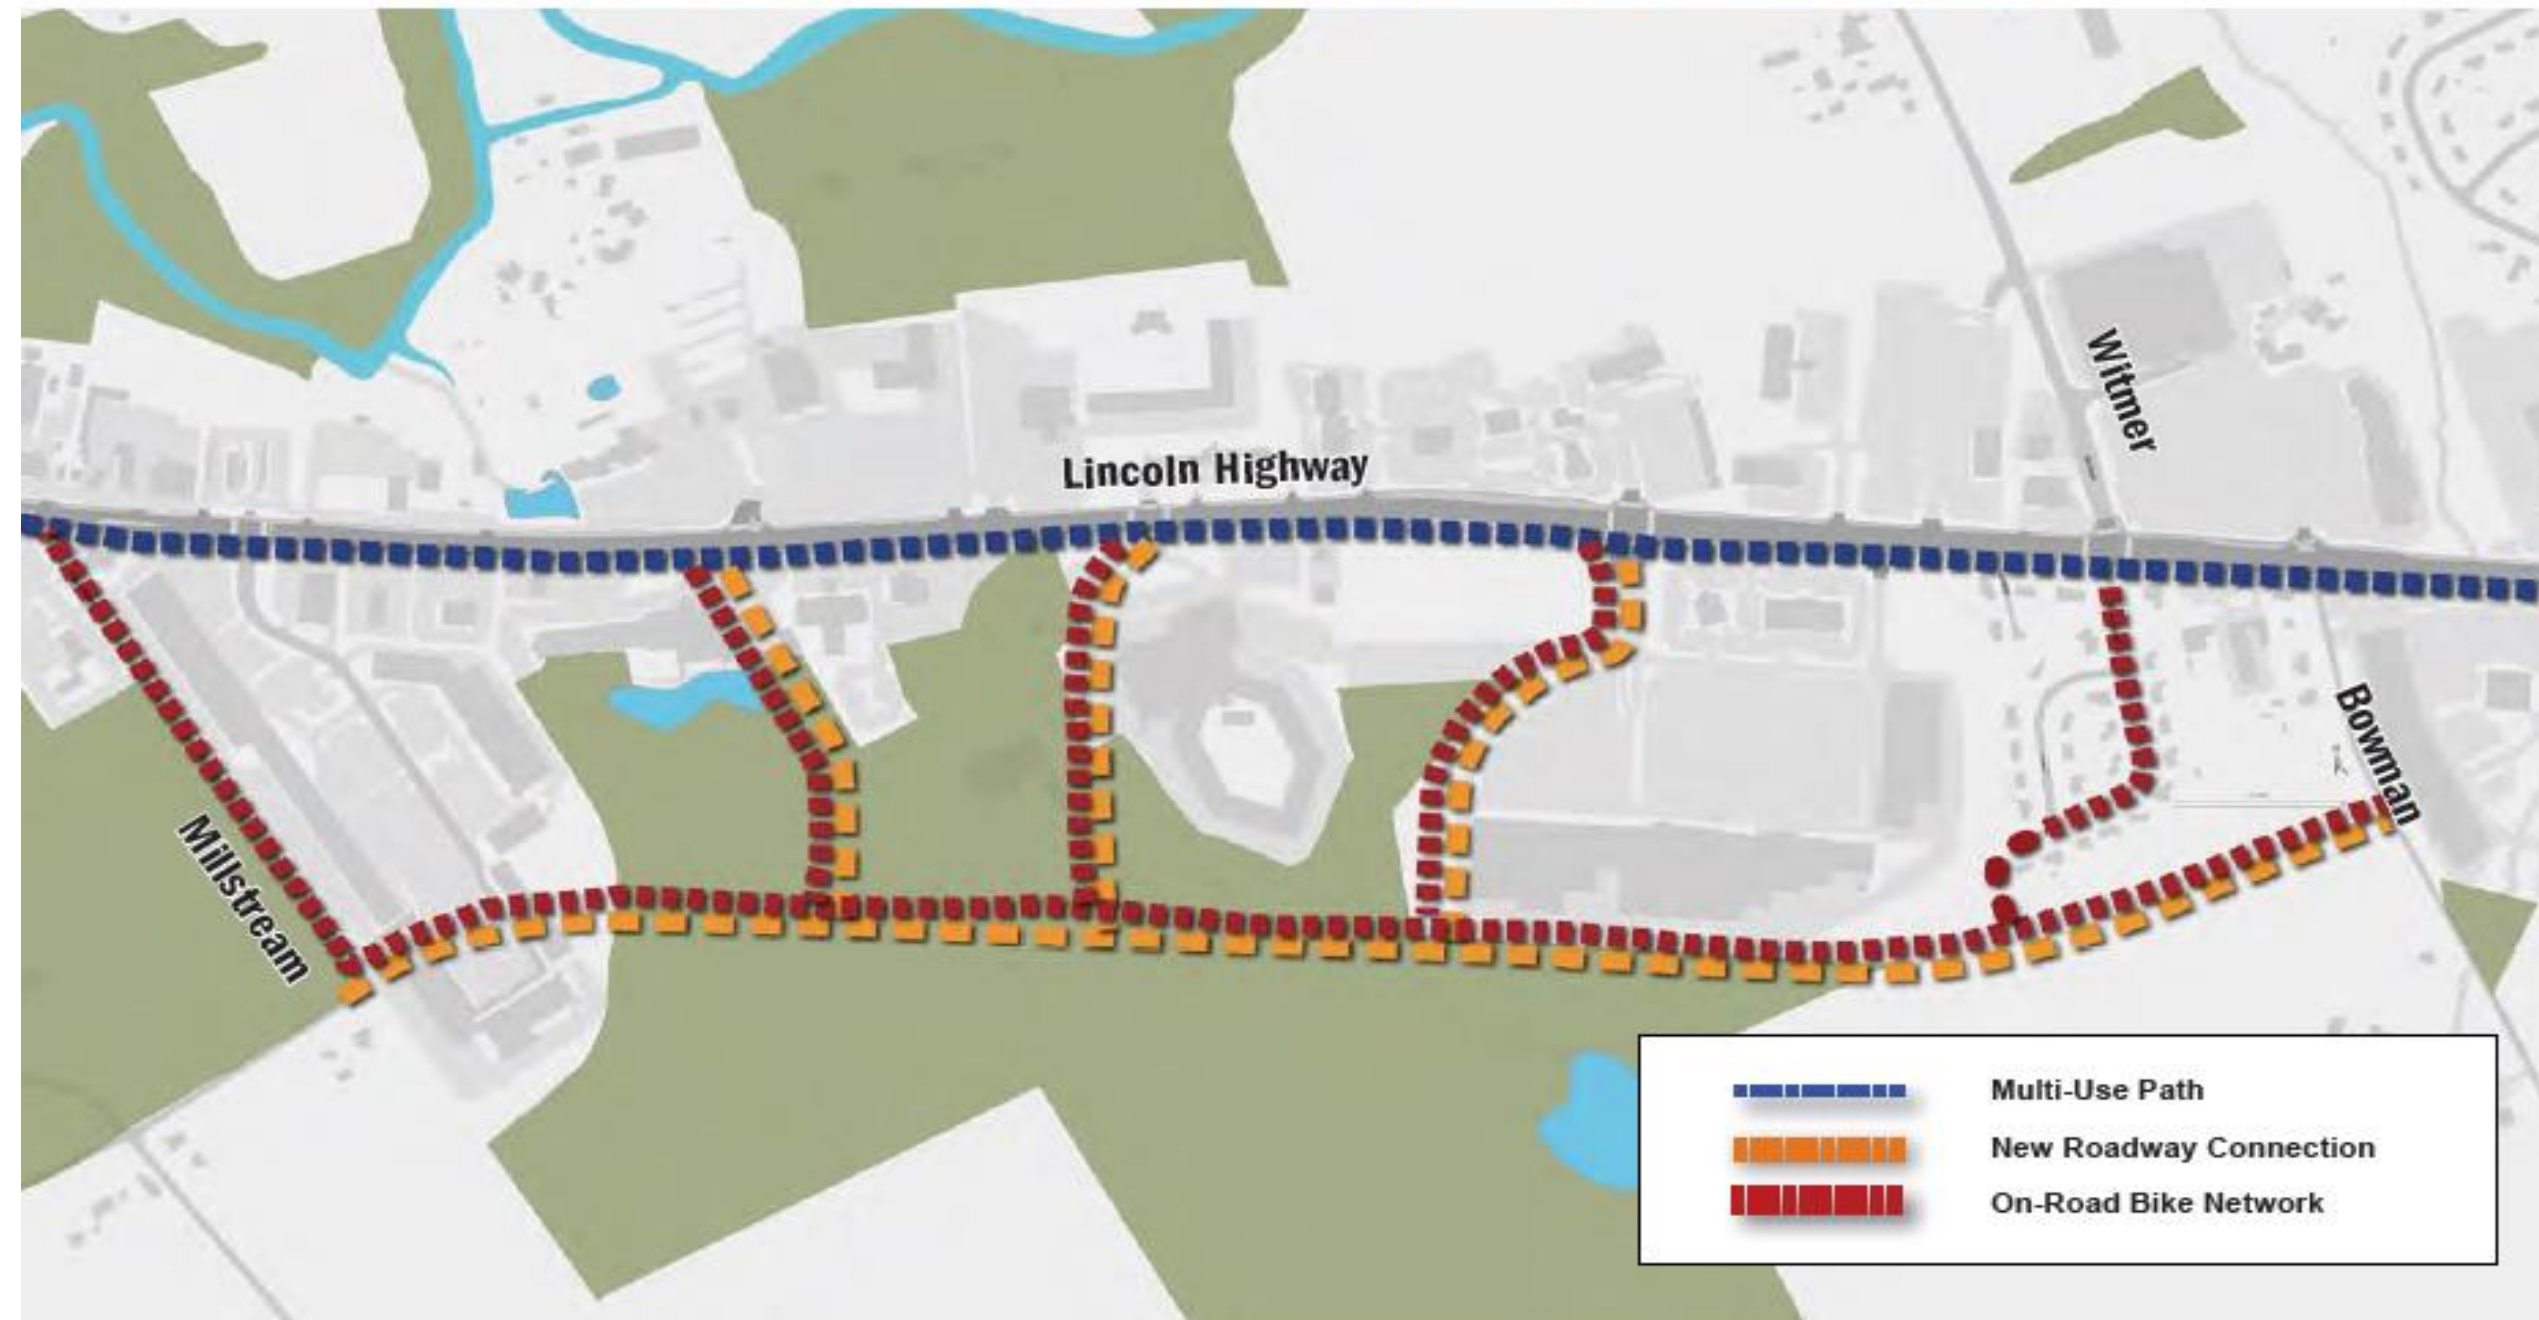 Witmer
Lincoln Highway
Bowman
Millstream
Multi-Use Path
New Roadway Connection
On-Road Bike Network